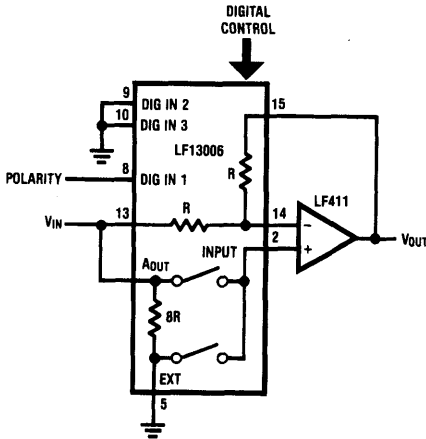 DIGITAL
CONTROL
9
DIG IN 2
15
10
DIG IN 3
LF13006
R
8
POLARITY
DIG IN 1
LF411
13
R
14
VIN
−
2
+
VOUT
AOUT
INPUT
8R
EXT
5